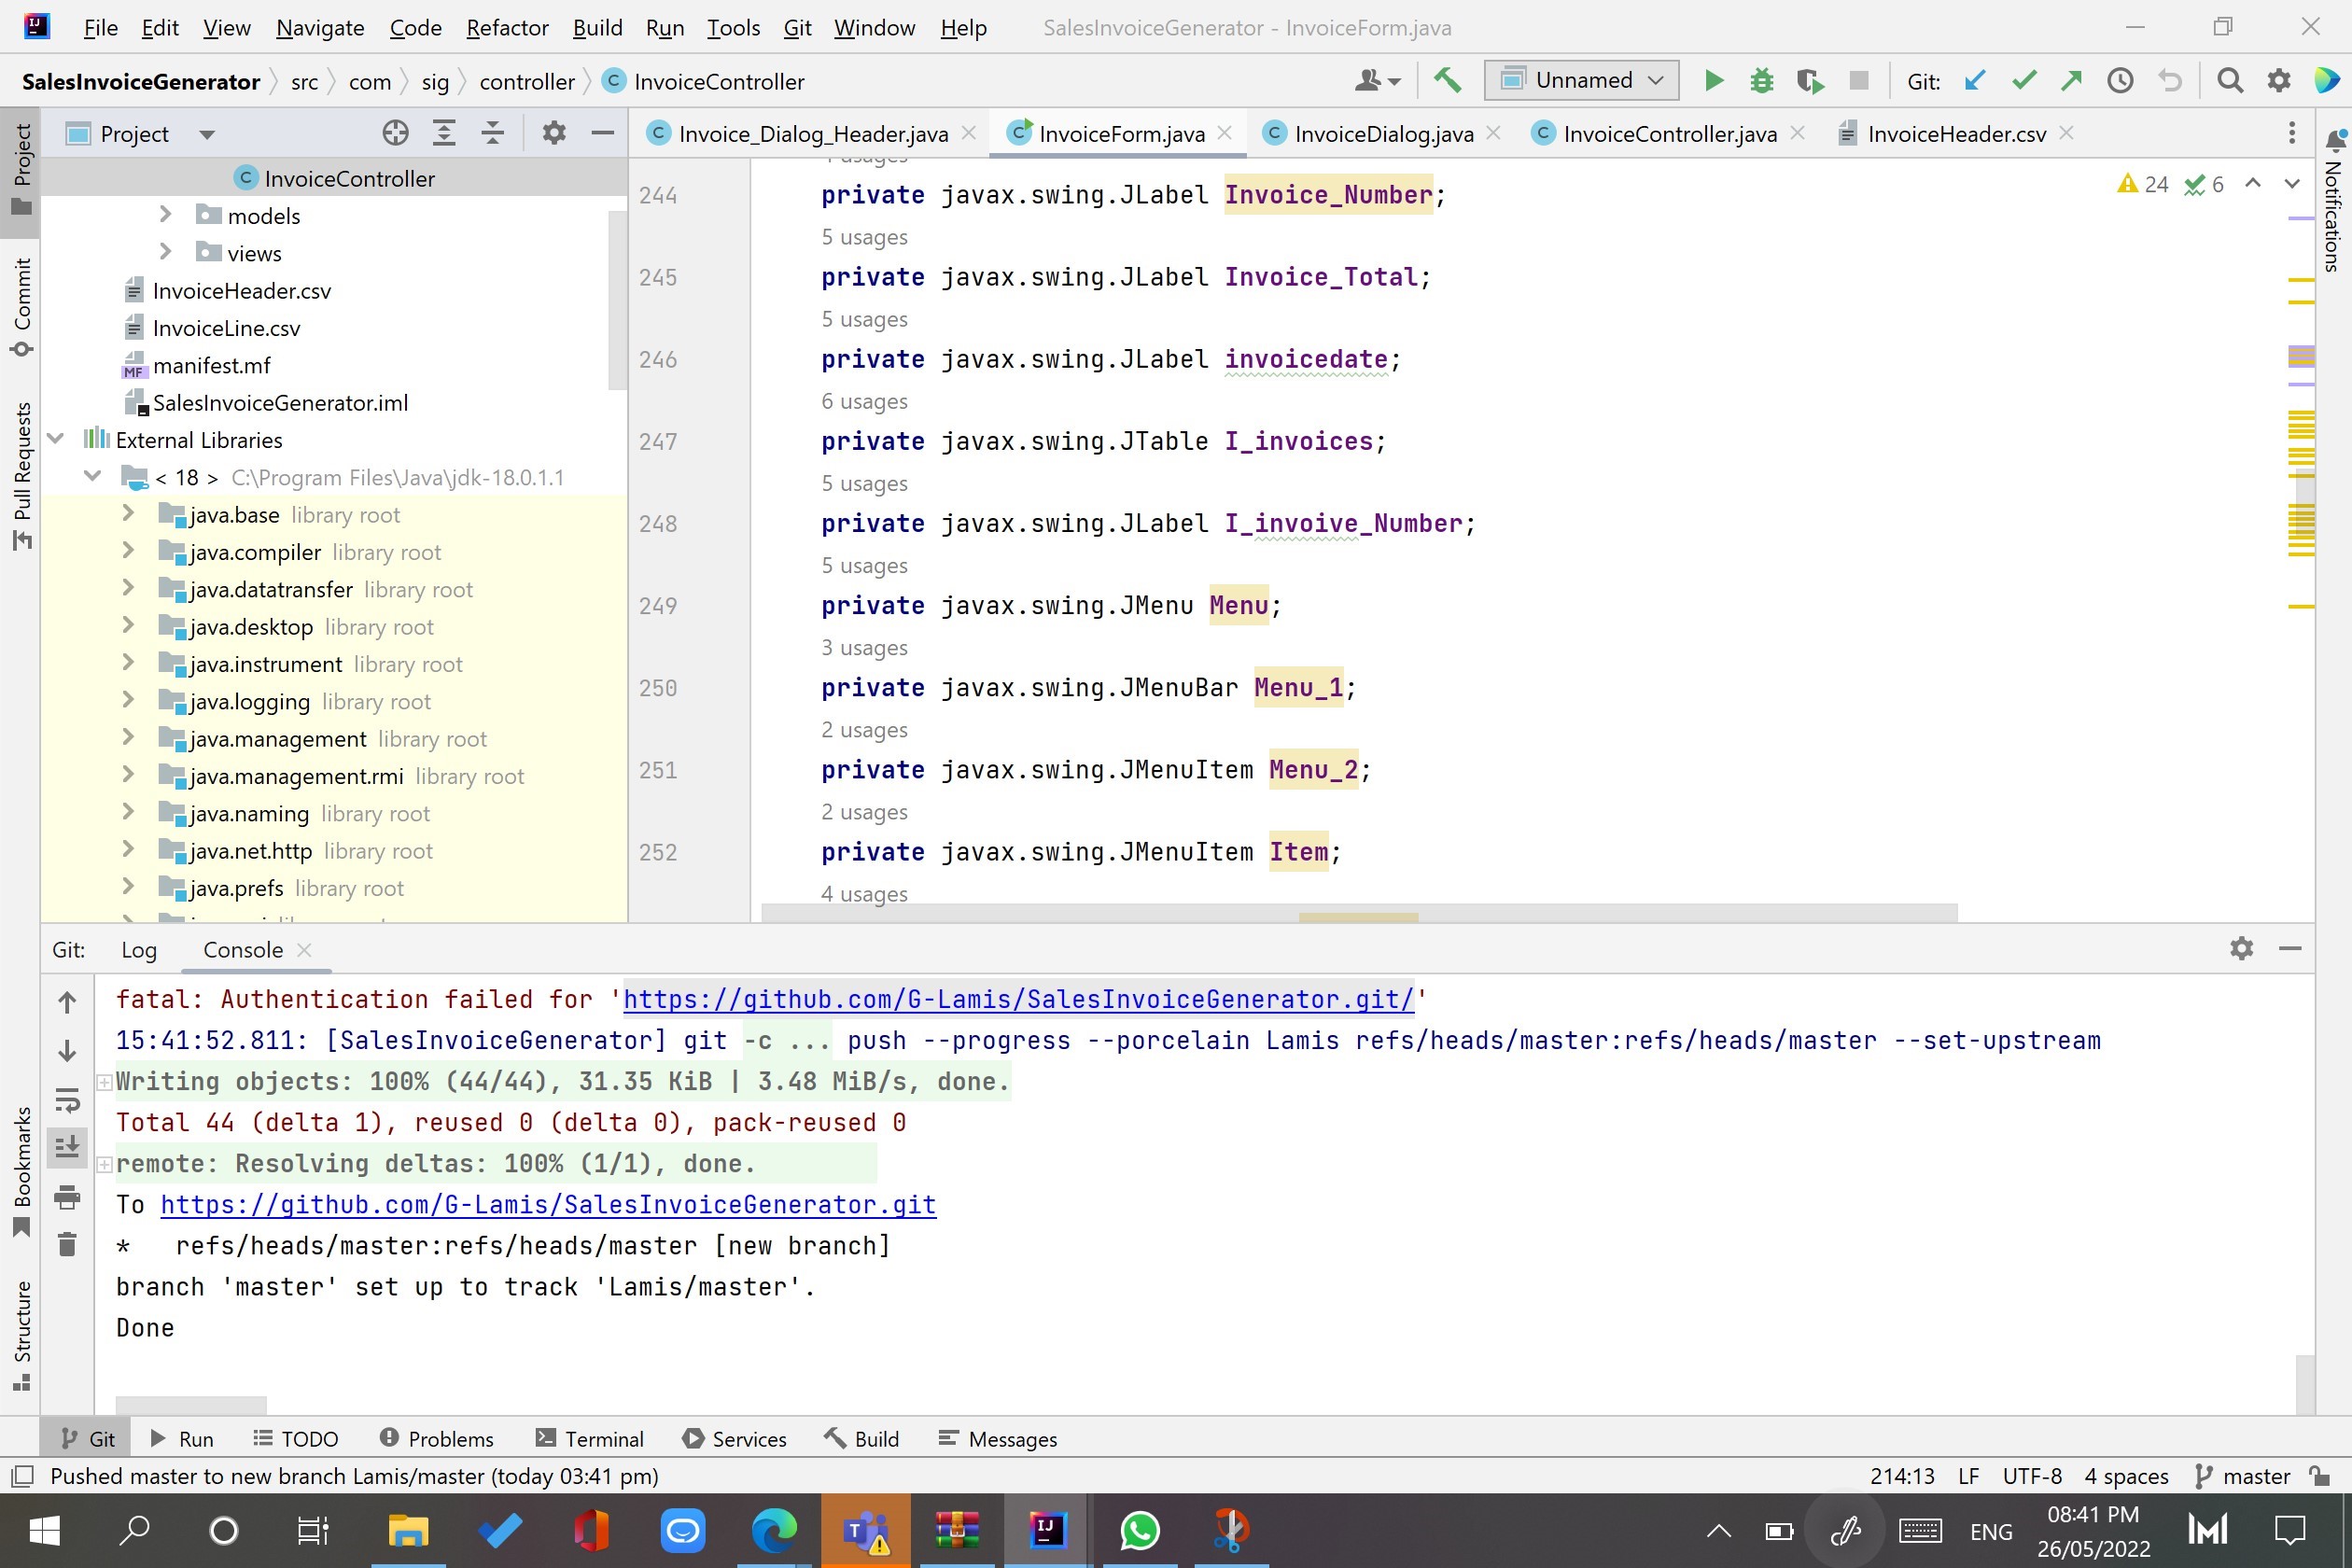 File Edit View Navigate Code Refactor Build Run Tools Git Window Help SalesInvoiceGenerator - InvoiceForm.java
SalesInvoiceGenerator src com sig controller InvoiceController Unnamed Git:
Project
Invoice_Dialog_Header.java InvoiceForm.java InvoiceDialog.java InvoiceController.java InvoiceHeader.csv
Project
Commit
Pull Requests
Bookmarks
Structure
Notifications
InvoiceController
models
views
InvoiceHeader.csv
InvoiceLine.csv
manifest.mf
SalesInvoiceGenerator.iml
External Libraries
< 18 > C:\Program Files\Java\jdk-18.0.1.1
java.base library root
java.compiler library root
java.datatransfer library root
java.desktop library root
java.instrument library root
java.logging library root
java.management library root
java.management.rmi library root
java.naming library root
java.net.http library root
java.prefs library root
24 6
244 private javax.swing.JLabel Invoice_Number;
5 usages
245 private javax.swing.JLabel Invoice_Total;
5 usages
246 private javax.swing.JLabel invoicedate;
6 usages
247 private javax.swing.JTable I_invoices;
5 usages
248 private javax.swing.JLabel I_invoive_Number;
5 usages
249 private javax.swing.JMenu Menu;
3 usages
250 private javax.swing.JMenuBar Menu_1;
2 usages
251 private javax.swing.JMenuItem Menu_2;
2 usages
252 private javax.swing.JMenuItem Item;
4 usages
Git: Log Console
fatal: Authentication failed for 'https://github.com/G-Lamis/SalesInvoiceGenerator.git/'
15:41:52.811: [SalesInvoiceGenerator] git -c ... push --progress --porcelain Lamis refs/heads/master:refs/heads/master --set-upstream
Writing objects: 100% (44/44), 31.35 KiB | 3.48 MiB/s, done.
Total 44 (delta 1), reused 0 (delta 0), pack-reused 0
remote: Resolving deltas: 100% (1/1), done.
To https://github.com/G-Lamis/SalesInvoiceGenerator.git
* refs/heads/master:refs/heads/master [new branch]
branch 'master' set up to track 'Lamis/master'.
Done
Git Run TODO Problems Terminal Services Build Messages
Pushed master to new branch Lamis/master (today 03:41 pm) 214:13 LF UTF-8 4 spaces master
ENG 08:41 PM
26/05/2022